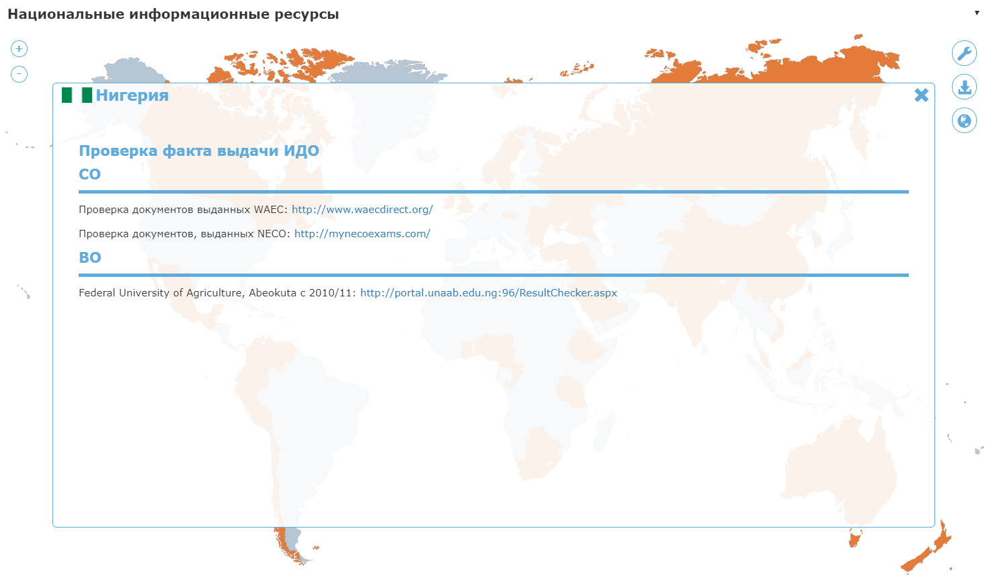 Национальные информационные ресурсы
Нигерия
Проверка факта выдачи ИДО
СО
Проверка документов выданных WAEC: http://www.waecdirect.org/
Проверка документов, выданных NECO: http://mynecoexams.com/
ВО
Federal University of Agriculture, Abeokuta с 2010/11: http://portal.unaab.edu.ng:96/ResultChecker.aspx